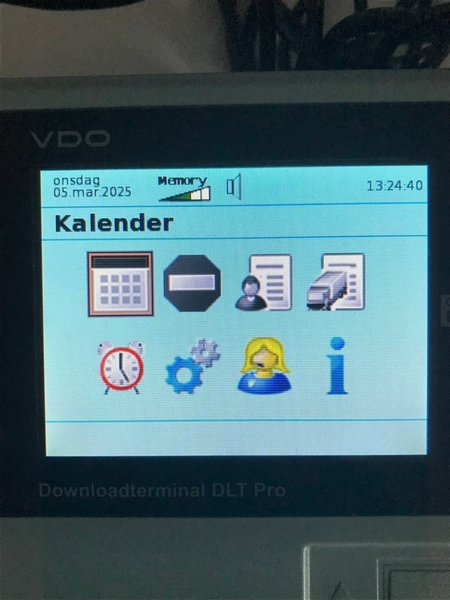 VDO
onsdag
05.mar.2025
Memory
13:24:40
Kalender
Downloadterminal DLT Pro